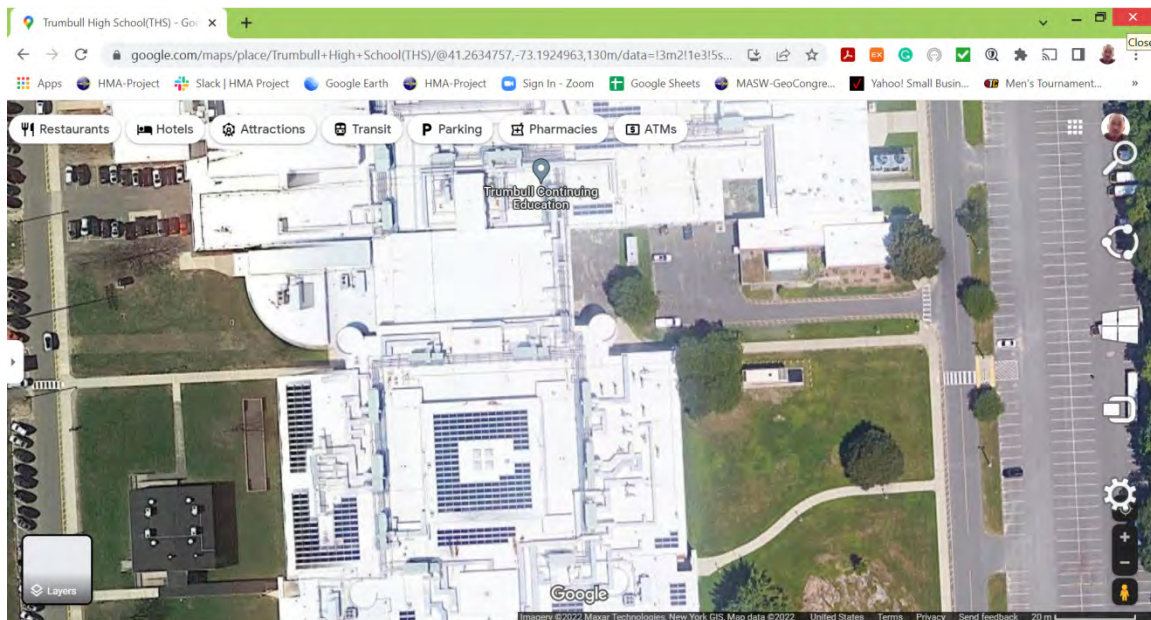 Trumbull High School(THS) - Goo
google.com/maps/place/Trumbull+High+School(THS)/@41.2634757,-73.1924963,130m/data=!3m2!1e3!5s...
Close
Apps HMA-Project Slack | HMA Project Google Earth HMA-Project Sign In - Zoom Google Sheets MASW-GeoCongre... Yahoo! Small Busin... Men's Tournament... »
Restaurants Hotels Attractions Transit P Parking Pharmacies ATMs
Trumbull Continuing
Education
Layers
Google
Imagery ©2022 Maxar Technologies, New York GIS, Map data ©2022 United States Terms Privacy Send feedback 20 m